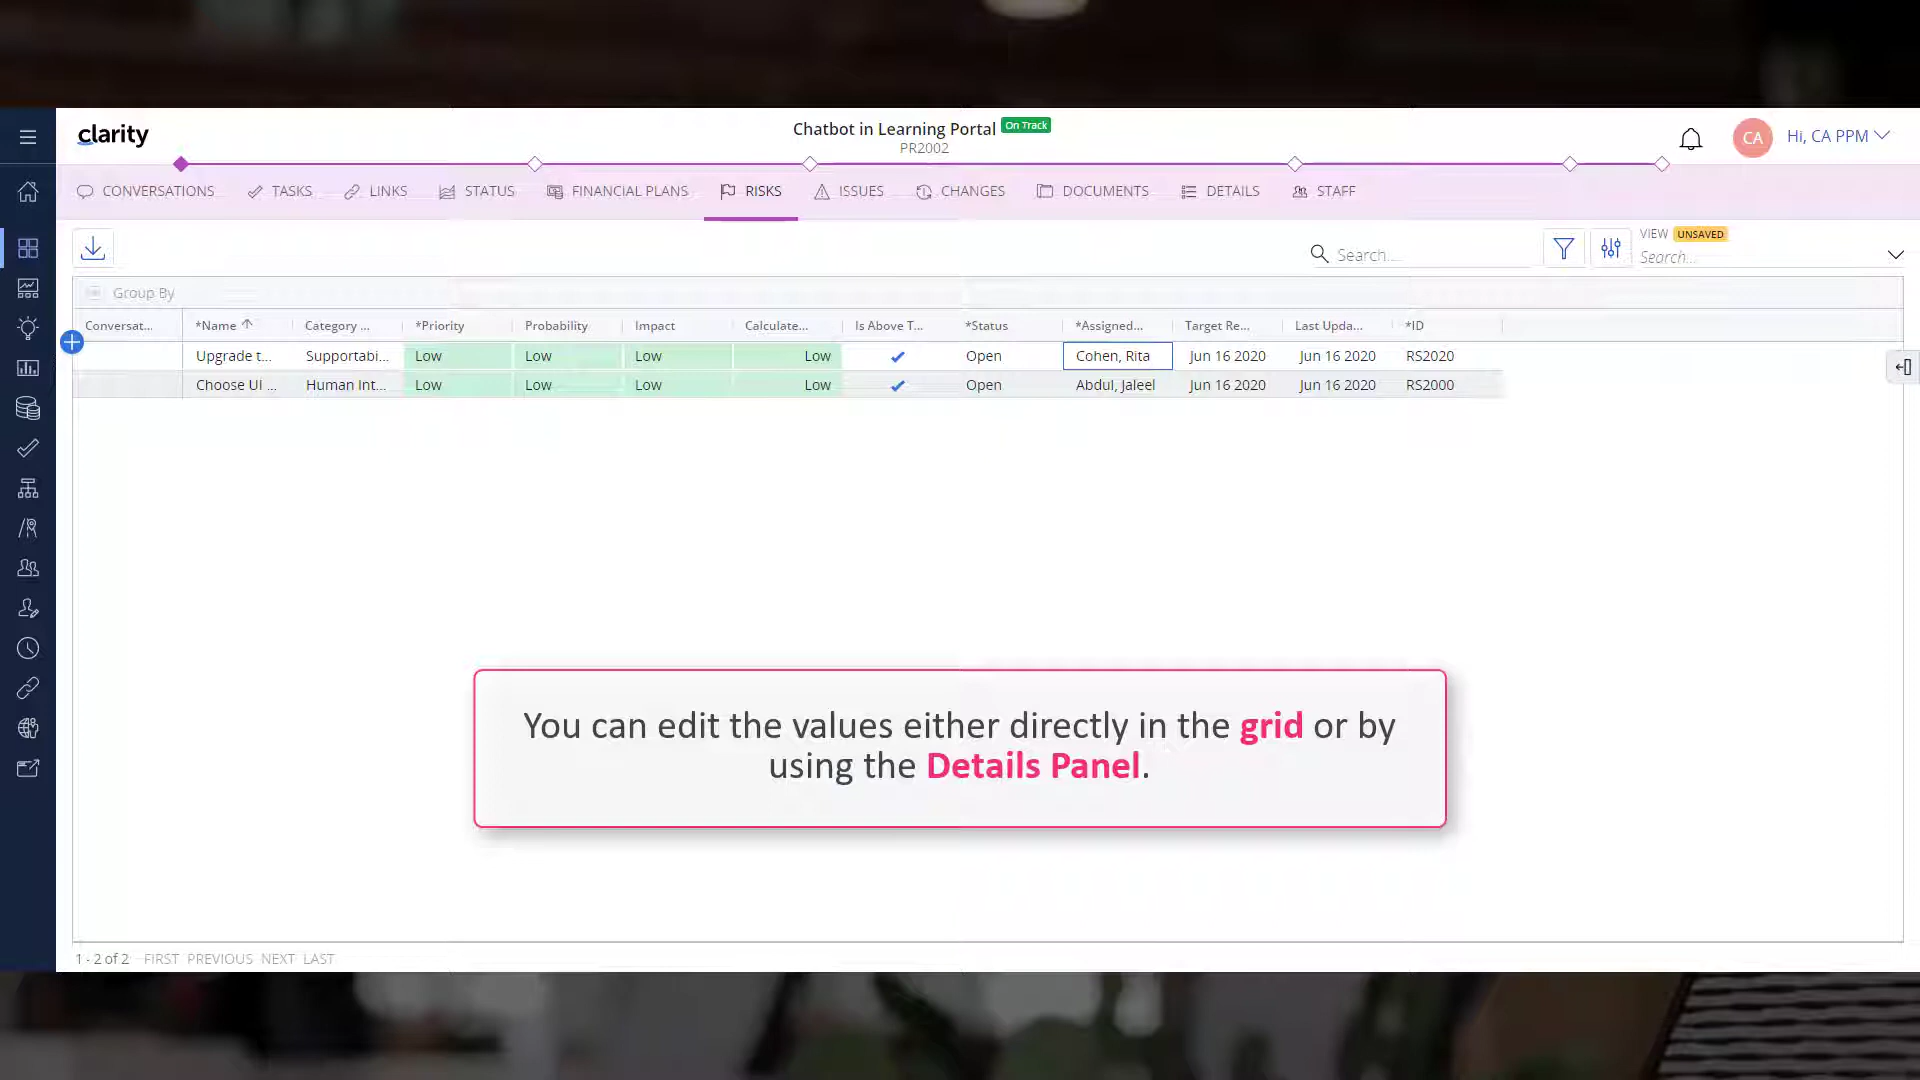 clarity
Chatbot in Learning Portal On Track
PR2002
CA Hi, CA PPM
CONVERSATIONS TASKS LINKS STATUS FINANCIAL PLANS RISKS ISSUES CHANGES DOCUMENTS DETAILS STAFF
VIEW UNSAVED
Search... Search...
Group By
Conversat... *Name Category ... *Priority Probability Impact Calculate... Is Above T... *Status *Assigned... Target Re... Last Upda... *ID
Upgrade t... Supportabi... Low Low Low Low Open Cohen, Rita Jun 16 2020 Jun 16 2020 RS2020
Choose UI ... Human Int... Low Low Low Low Open Abdul, Jaleel Jun 16 2020 Jun 16 2020 RS2000
You can edit the values either directly in the grid or by
using the Details Panel.
1 - 2 of 2 FIRST PREVIOUS NEXT LAST